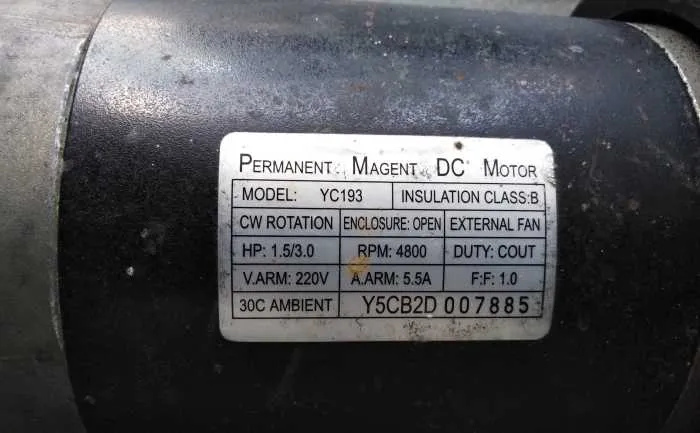 PERMANENT MAGENT DC MOTOR
MODEL: YC193 INSULATION CLASS:B
CW ROTATION ENCLOSURE: OPEN EXTERNAL FAN
HP: 1.5/3.0 RPM: 4800 DUTY: COUT
V.ARM: 220V A.ARM: 5.5A F:F: 1.0
30C AMBIENT Y5CB2D 007885